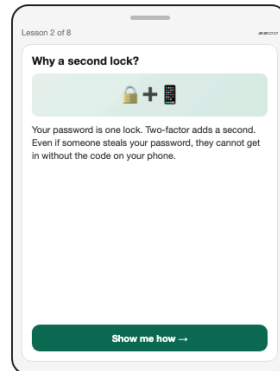 Lesson 2 of 8
Why a second lock?
Your password is one lock. Two-factor adds a second.
Even if someone steals your password, they cannot get
in without the code on your phone.
Show me how →